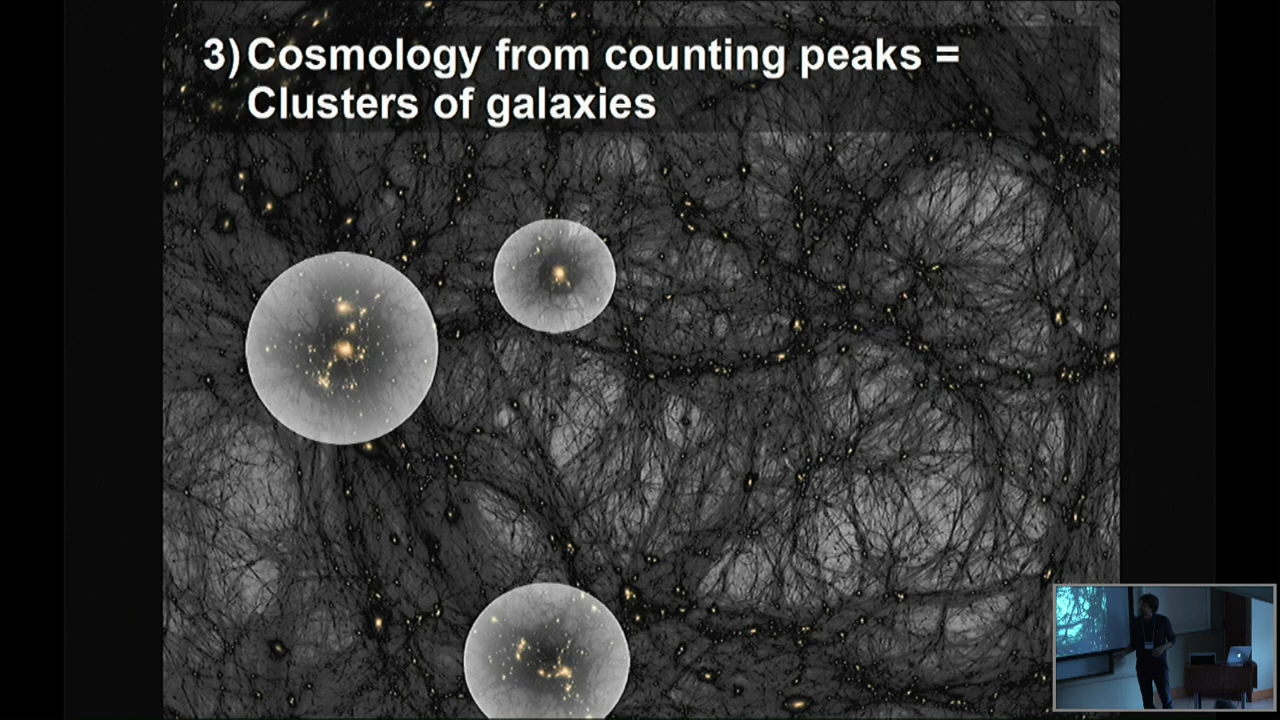 3) Cosmology from counting peaks =
Clusters of galaxies